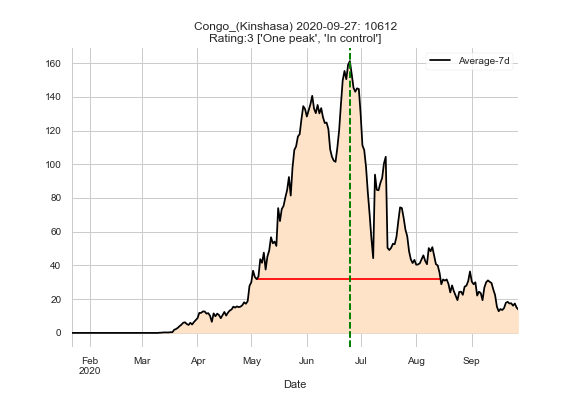 Congo_(Kinshasa) 2020-09-27: 10612
Rating:3 ['One peak', 'In control']
Average-7d
160
140
120
100
80
60
40
20
0
Feb Mar Apr May Jun Jul Aug Sep
2020
Date